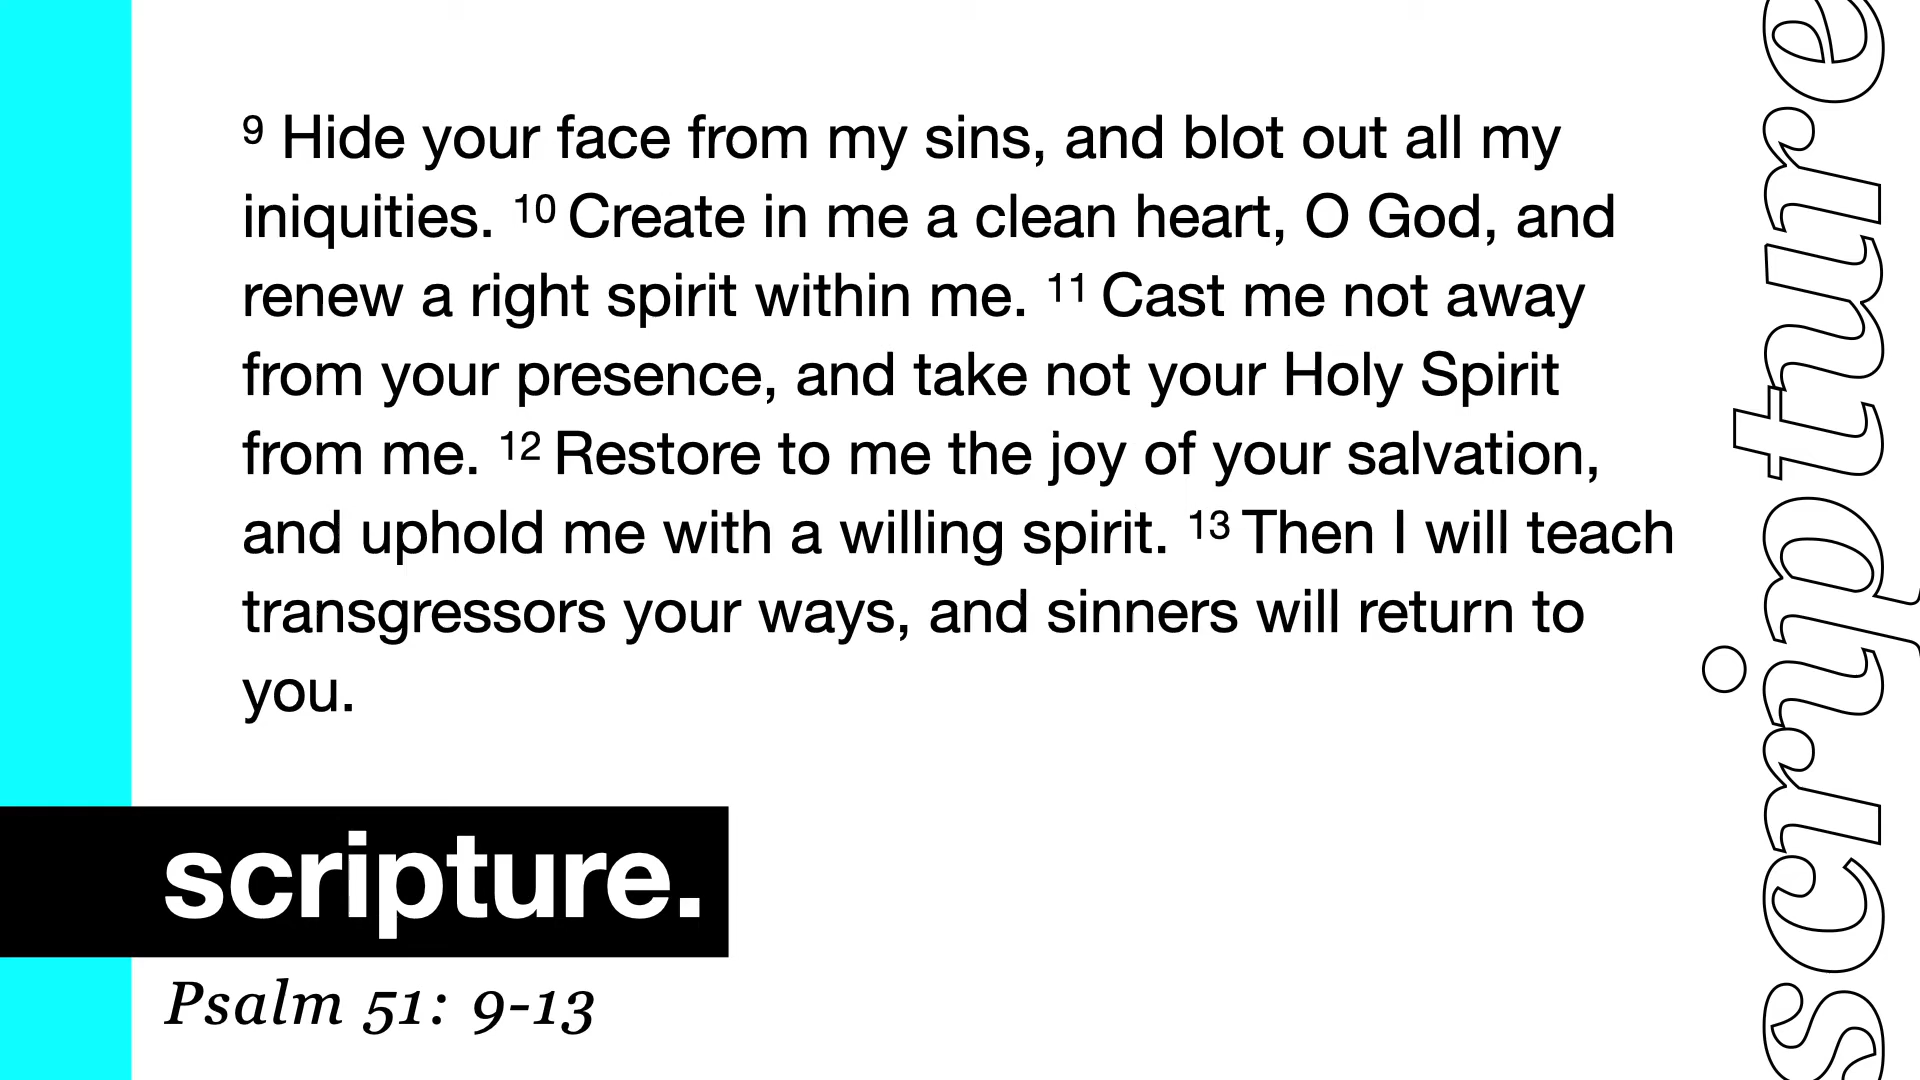 ⁹ Hide your face from my sins, and blot out all my
iniquities. ¹⁰ Create in me a clean heart, O God, and
renew a right spirit within me. ¹¹ Cast me not away
from your presence, and take not your Holy Spirit
from me. ¹² Restore to me the joy of your salvation,
and uphold me with a willing spirit. ¹³ Then I will teach
transgressors your ways, and sinners will return to
you.
scripture.
Psalm 51: 9-13
scripture